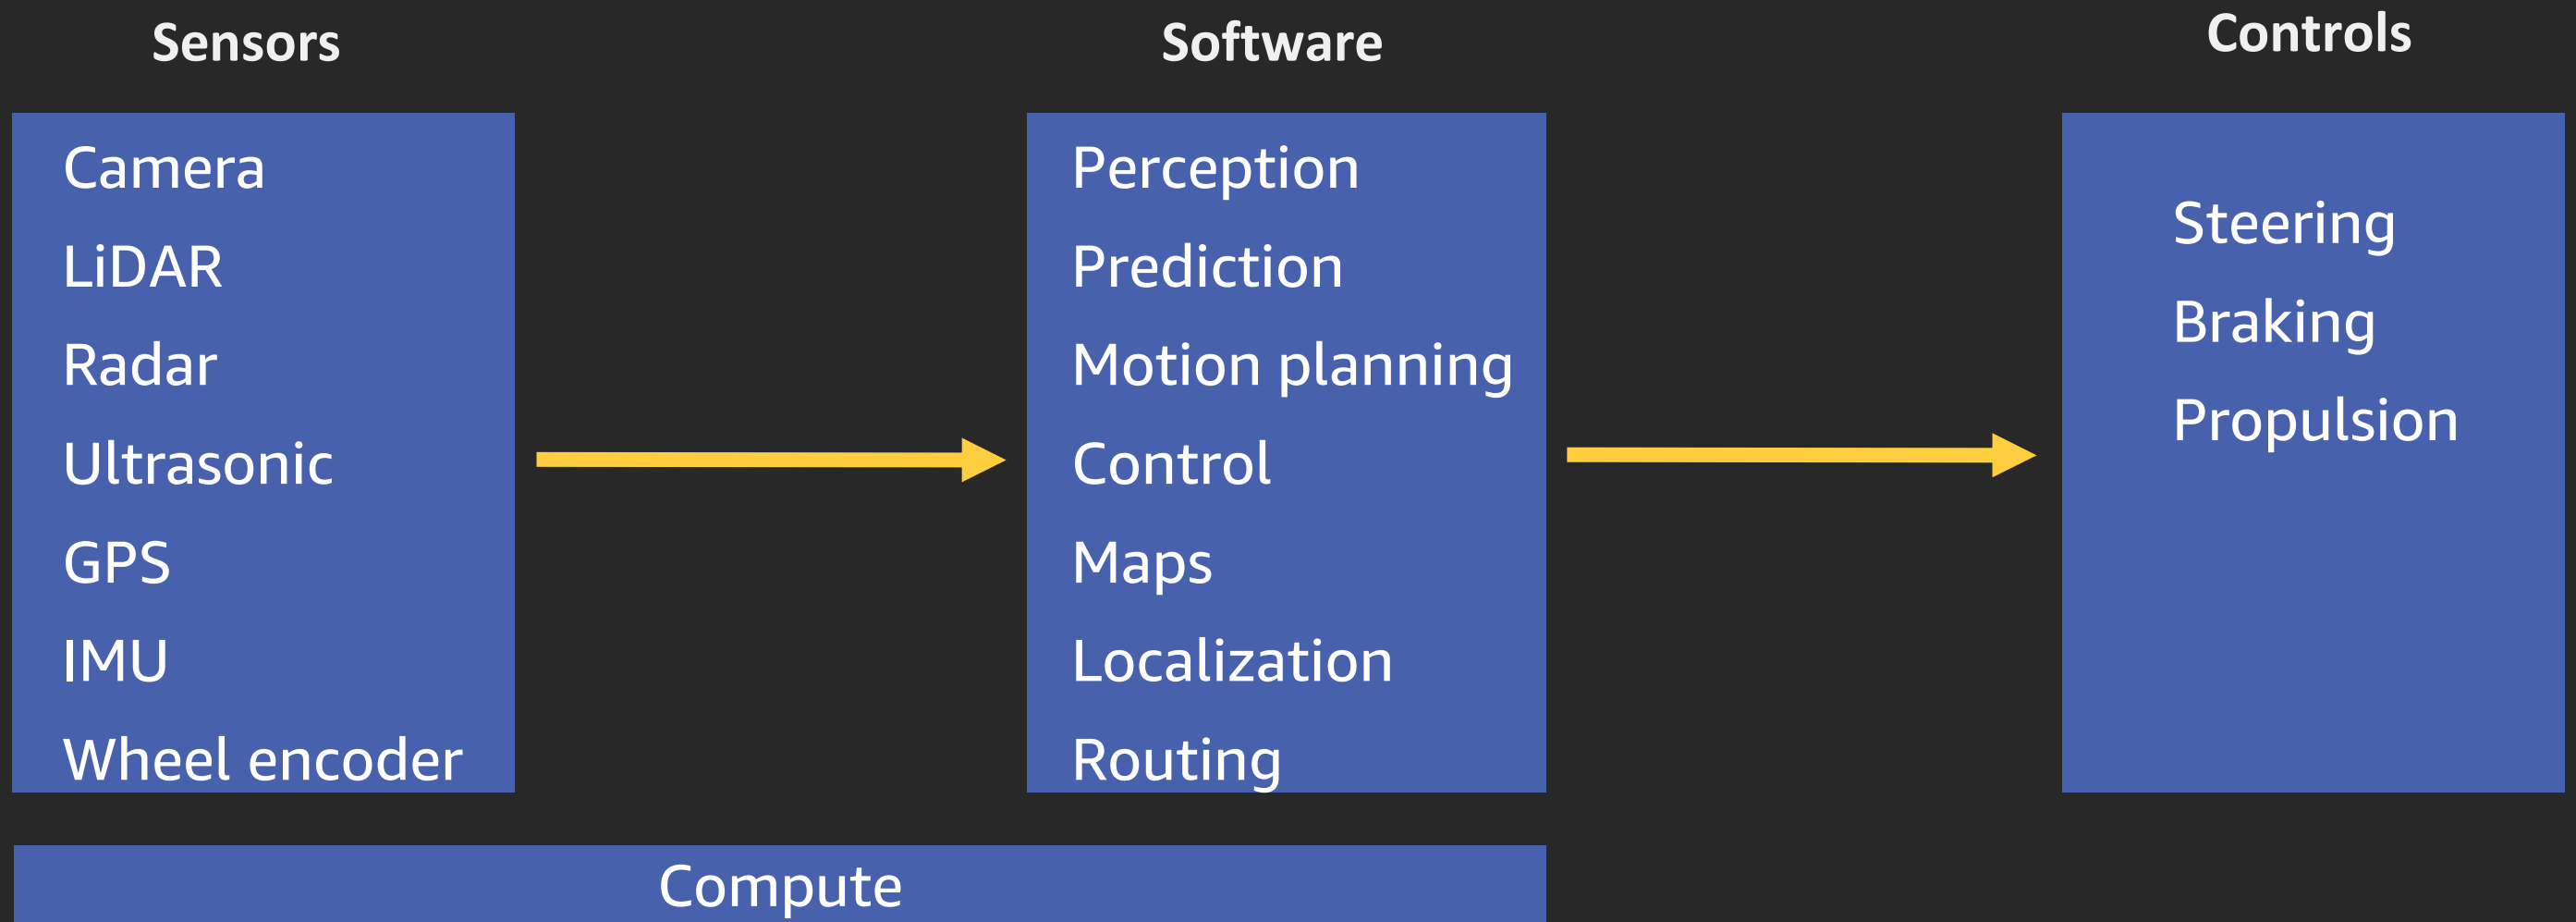 Sensors
Camera
LiDAR
Radar
Ultrasonic
GPS
IMU
Wheel encoder
Software
Perception
Prediction
Motion planning
Control
Maps
Localization
Routing
Controls
Steering
Braking
Propulsion
Compute